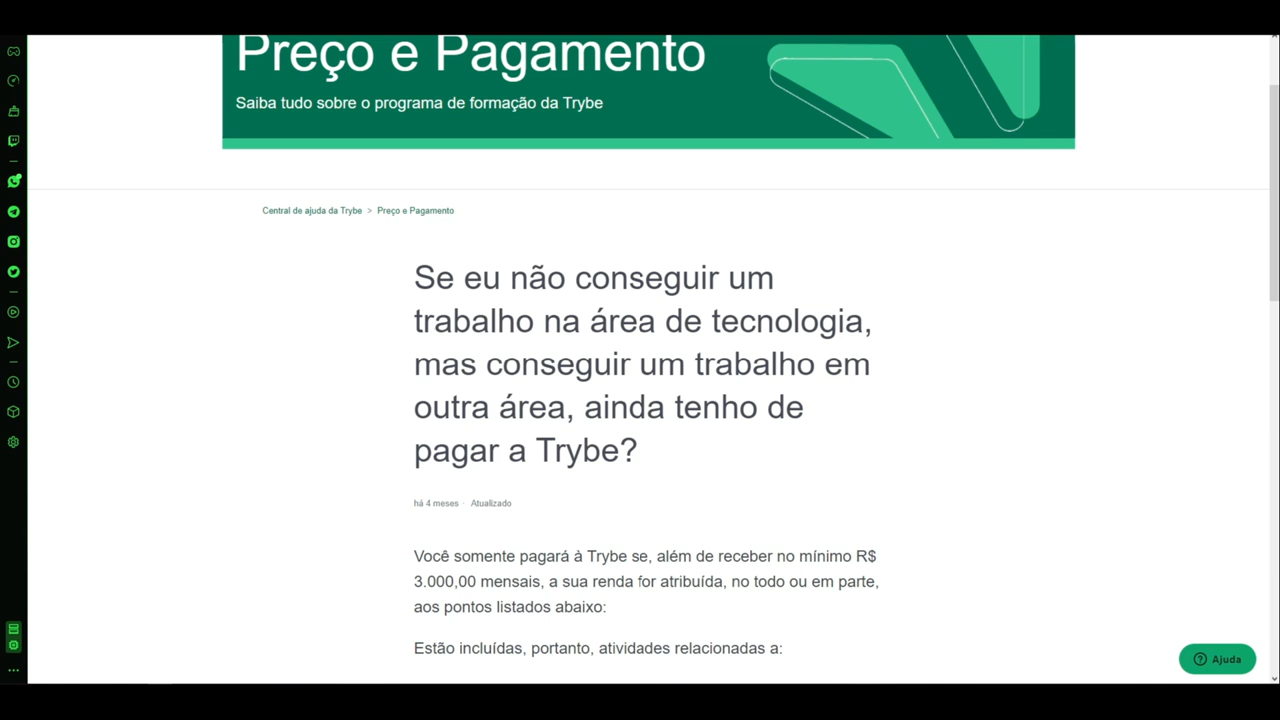 Preço e Pagamento
Saiba tudo sobre o programa de formação da Trybe
Central de ajuda da Trybe > Preço e Pagamento
Se eu não conseguir um
trabalho na área de tecnologia,
mas conseguir um trabalho em
outra área, ainda tenho de
pagar a Trybe?
há 4 meses · Atualizado
Você somente pagará à Trybe se, além de receber no mínimo R$
3.000,00 mensais, a sua renda for atribuída, no todo ou em parte,
aos pontos listados abaixo:
Estão incluídas, portanto, atividades relacionadas a:
Ajuda